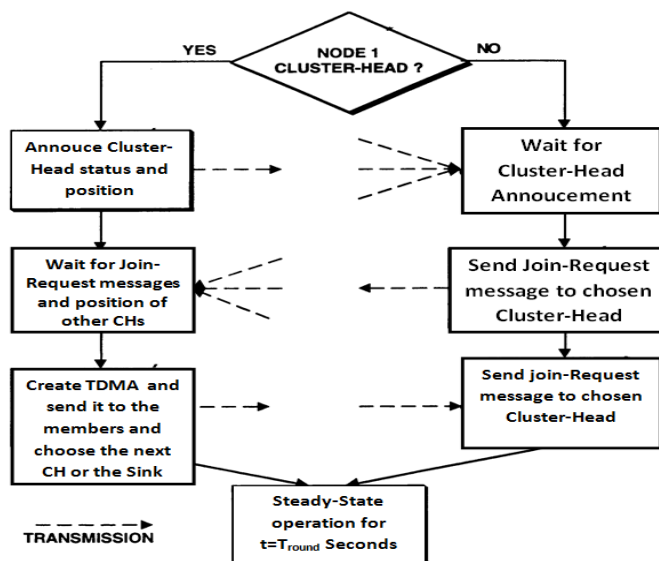 YES
NODE 1
CLUSTER-HEAD ?
NO
Annouce Cluster-
Head status and
position
Wait for
Cluster-Head
Annoucement
Wait for Join-
Request messages
and position of
other CHs
Send Join-Request
message to chosen
Cluster-Head
Create TDMA and
send it to the
members and
choose the next
CH or the Sink
Send join-Request
message to chosen
Cluster-Head
Steady-State
operation for
t=Tround Seconds
TRANSMISSION